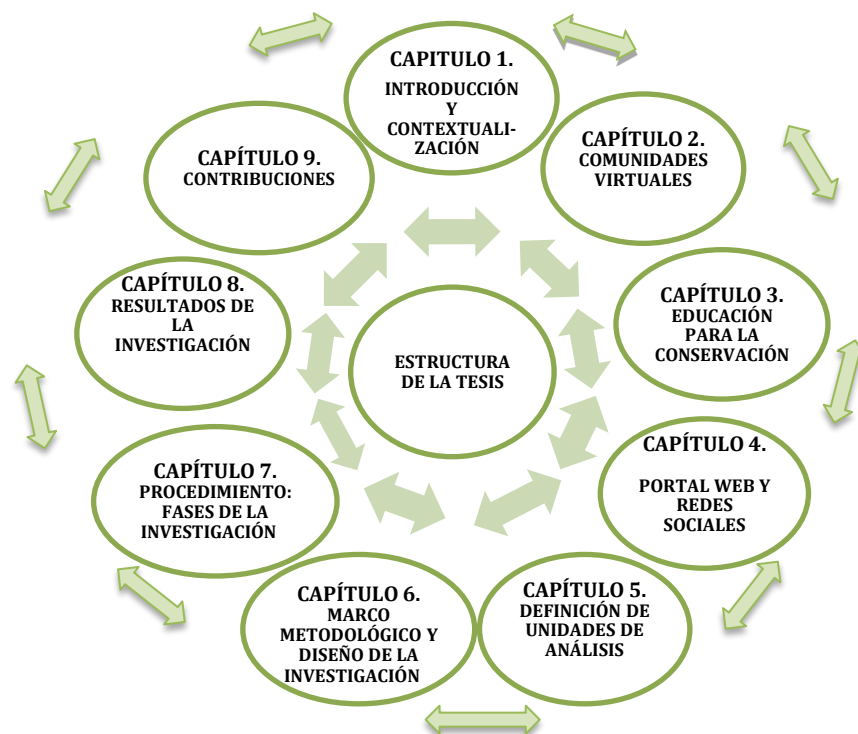 CAPITULO 1.
INTRODUCCIÓN
Y
CONTEXTUALI-
ZACIÓN
CAPÍTULO 2.
COMUNIDADES
VIRTUALES
CAPÍTULO 3.
EDUCACIÓN
PARA LA
CONSERVACIÓN
CAPÍTULO 4.
PORTAL WEB Y
REDES
SOCIALES
CAPÍTULO 5.
DEFINICIÓN DE
UNIDADES DE
ANÁLISIS
CAPÍTULO 6.
MARCO
METODOLÓGICO Y
DISEÑO DE LA
INVESTIGACIÓN
CAPÍTULO 7.
PROCEDIMIENTO:
FASES DE LA
INVESTIGACIÓN
CAPÍTULO 8.
RESULTADOS DE
LA
INVESTIGACIÓN
CAPÍTULO 9.
CONTRIBUCIONES
ESTRUCTURA
DE LA TESIS